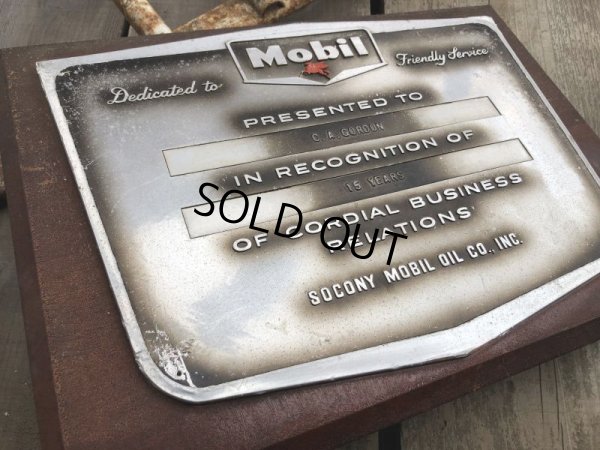 Mobil
Dedicated to
Friendly Service
PRESENTED TO
C. A. GORDON
IN RECOGNITION OF
15 YEARS
OF CORDIAL BUSINESS
RELATIONS
SOCONY MOBIL OIL CO., INC.
SOLD OUT